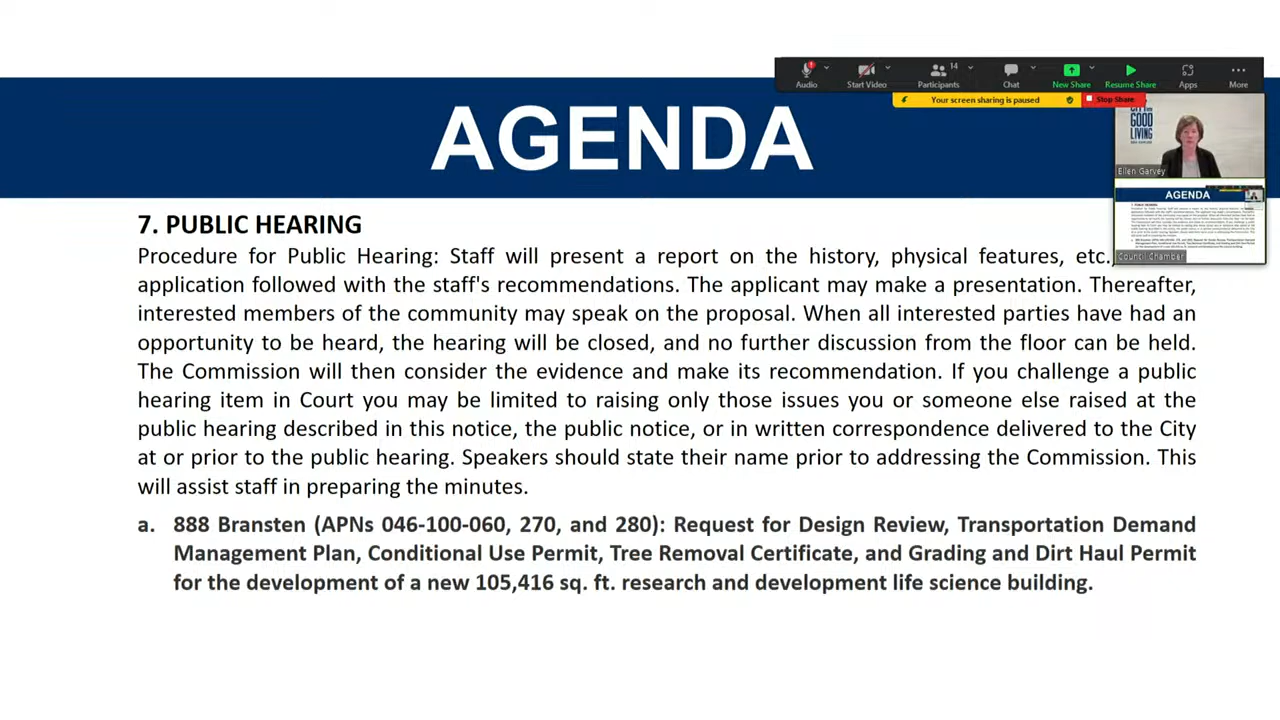 14
Audio
Start Video
Participants
Chat
New Share
Resume Share
Apps
More
Your screen sharing is paused
Stop Share
AGENDA
GOOD
LIVING
Ellen Garvey
AGENDA
Council Chamber
7. PUBLIC HEARING
Procedure for Public Hearing: Staff will present a report on the history, physical features, etc.,
application followed with the staff's recommendations. The applicant may make a presentation. Thereafter,
interested members of the community may speak on the proposal. When all interested parties have had an
opportunity to be heard, the hearing will be closed, and no further discussion from the floor can be held.
The Commission will then consider the evidence and make its recommendation. If you challenge a public
hearing item in Court you may be limited to raising only those issues you or someone else raised at the
public hearing described in this notice, the public notice, or in written correspondence delivered to the City
at or prior to the public hearing. Speakers should state their name prior to addressing the Commission. This
will assist staff in preparing the minutes.
a. 888 Bransten (APNs 046-100-060, 270, and 280): Request for Design Review, Transportation Demand
Management Plan, Conditional Use Permit, Tree Removal Certificate, and Grading and Dirt Haul Permit
for the development of a new 105,416 sq. ft. research and development life science building.